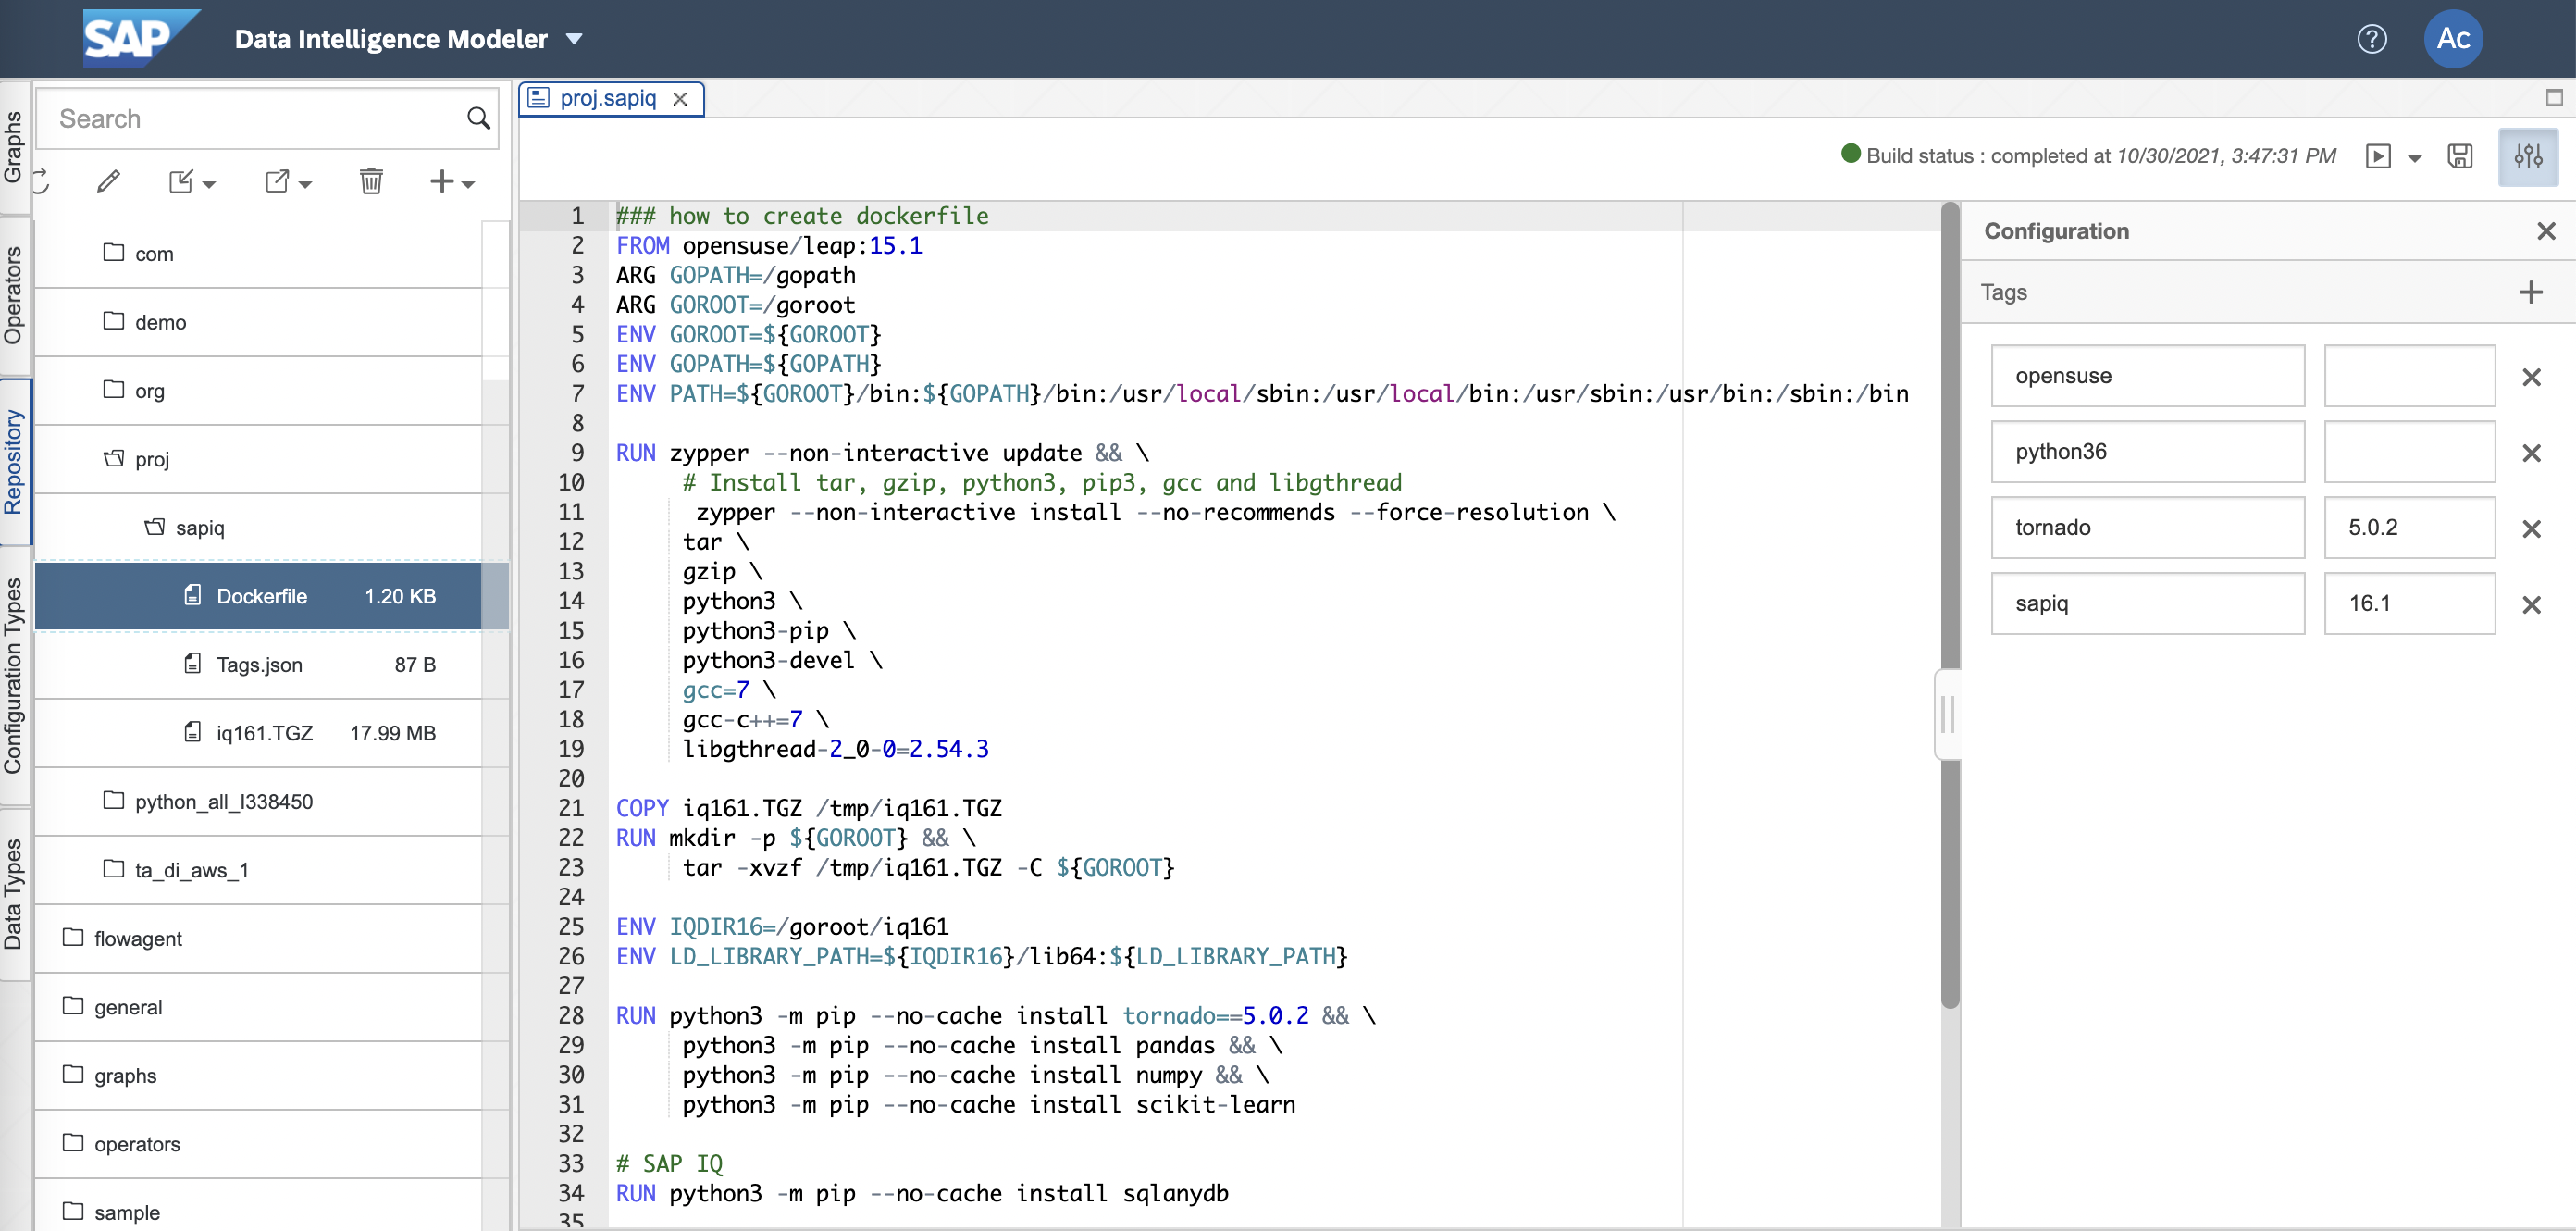 SAP Data Intelligence Modeler
Ac
Graphs
Operators
Repository
Configuration Types
Data Types
Search
com
demo
org
proj
sapiq
Dockerfile 1.20 KB
Tags.json 87 B
iq161.TGZ 17.99 MB
python_all_I338450
ta_di_aws_1
flowagent
general
graphs
operators
sample
proj.sapiq
Build status : completed at 10/30/2021, 3:47:31 PM
1 ### how to create dockerfile
2 FROM opensuse/leap:15.1
3 ARG GOPATH=/gopath
4 ARG GOROOT=/goroot
5 ENV GOROOT=${GOROOT}
6 ENV GOPATH=${GOPATH}
7 ENV PATH=${GOROOT}/bin:${GOPATH}/bin:/usr/local/sbin:/usr/local/bin:/usr/sbin:/usr/bin:/sbin:/bin
8
9 RUN zypper --non-interactive update && \
10 # Install tar, gzip, python3, pip3, gcc and libgthread
11 zypper --non-interactive install --no-recommends --force-resolution \
12 tar \
13 gzip \
14 python3 \
15 python3-pip \
16 python3-devel \
17 gcc=7 \
18 gcc-c++=7 \
19 libgthread-2_0-0=2.54.3
20
21 COPY iq161.TGZ /tmp/iq161.TGZ
22 RUN mkdir -p ${GOROOT} && \
23 tar -xvzf /tmp/iq161.TGZ -C ${GOROOT}
24
25 ENV IQDIR16=/goroot/iq161
26 ENV LD_LIBRARY_PATH=${IQDIR16}/lib64:${LD_LIBRARY_PATH}
27
28 RUN python3 -m pip --no-cache install tornado==5.0.2 && \
29 python3 -m pip --no-cache install pandas && \
30 python3 -m pip --no-cache install numpy && \
31 python3 -m pip --no-cache install scikit-learn
32
33 # SAP IQ
34 RUN python3 -m pip --no-cache install sqlanydb
35
Configuration
Tags
opensuse
python36
tornado 5.0.2
sapiq 16.1